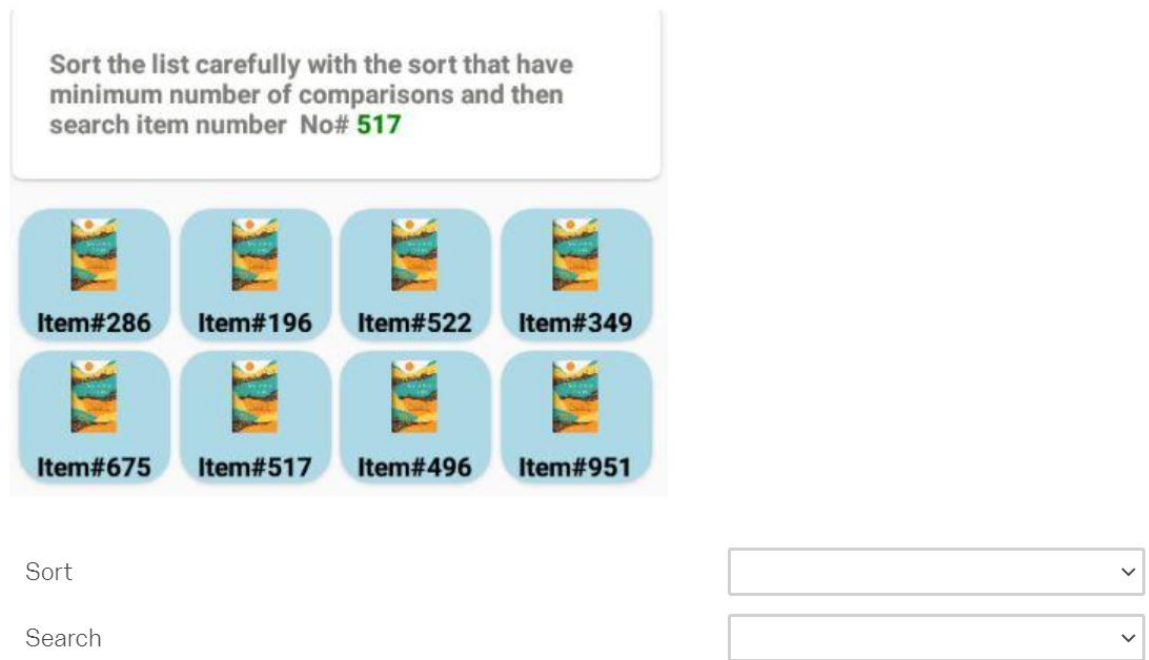 Sort the list carefully with the sort that have
minimum number of comparisons and then
search item number No# 517
Item#286 Item#196 Item#522 Item#349
Item#675 Item#517 Item#496 Item#951
Sort
Search